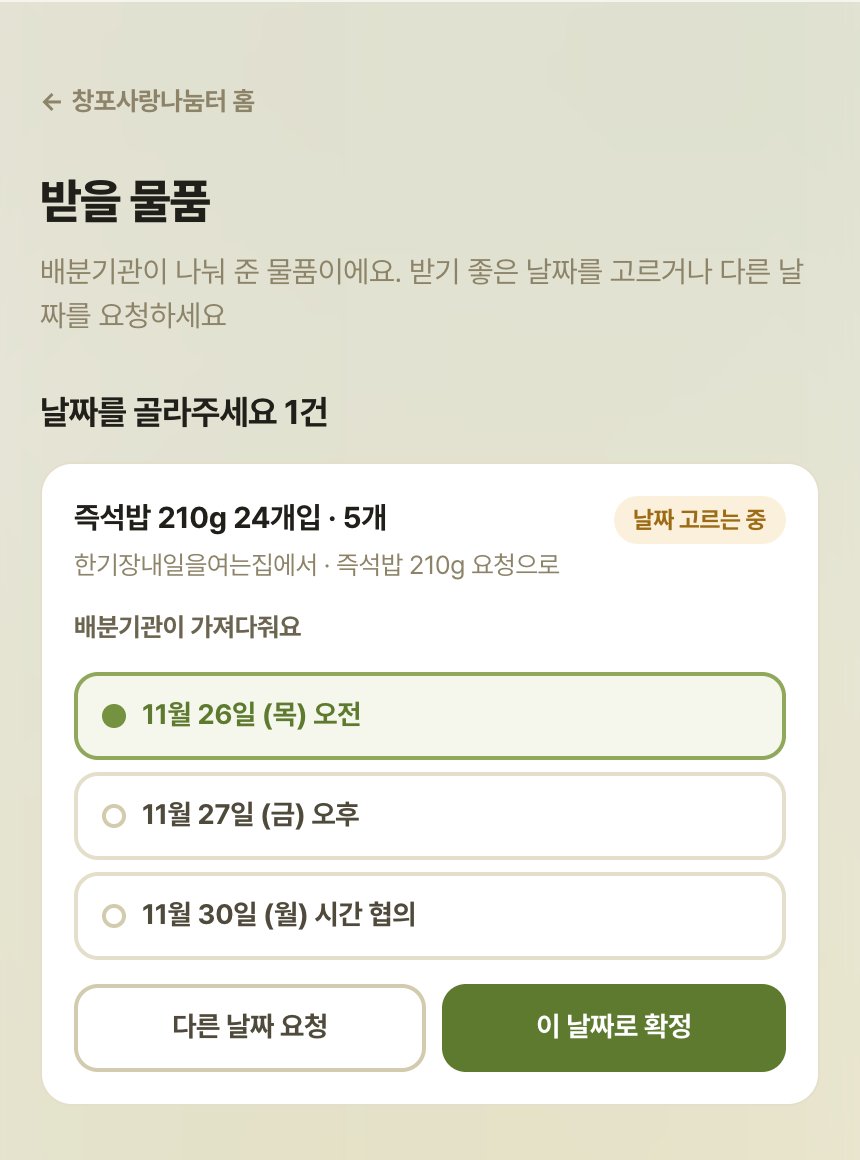 ← 창포사랑나눔터 홈
받을 물품
배분기관이 나눠 준 물품이에요. 받기 좋은 날짜를 고르거나 다른 날
짜를 요청하세요
날짜를 골라주세요 1건
즉석밥 210g 24개입 · 5개
날짜 고르는 중
한기장내일을여는집에서 · 즉석밥 210g 요청으로
배분기관이 가져다줘요
11월 26일 (목) 오전
11월 27일 (금) 오후
11월 30일 (월) 시간 협의
다른 날짜 요청
이 날짜로 확정